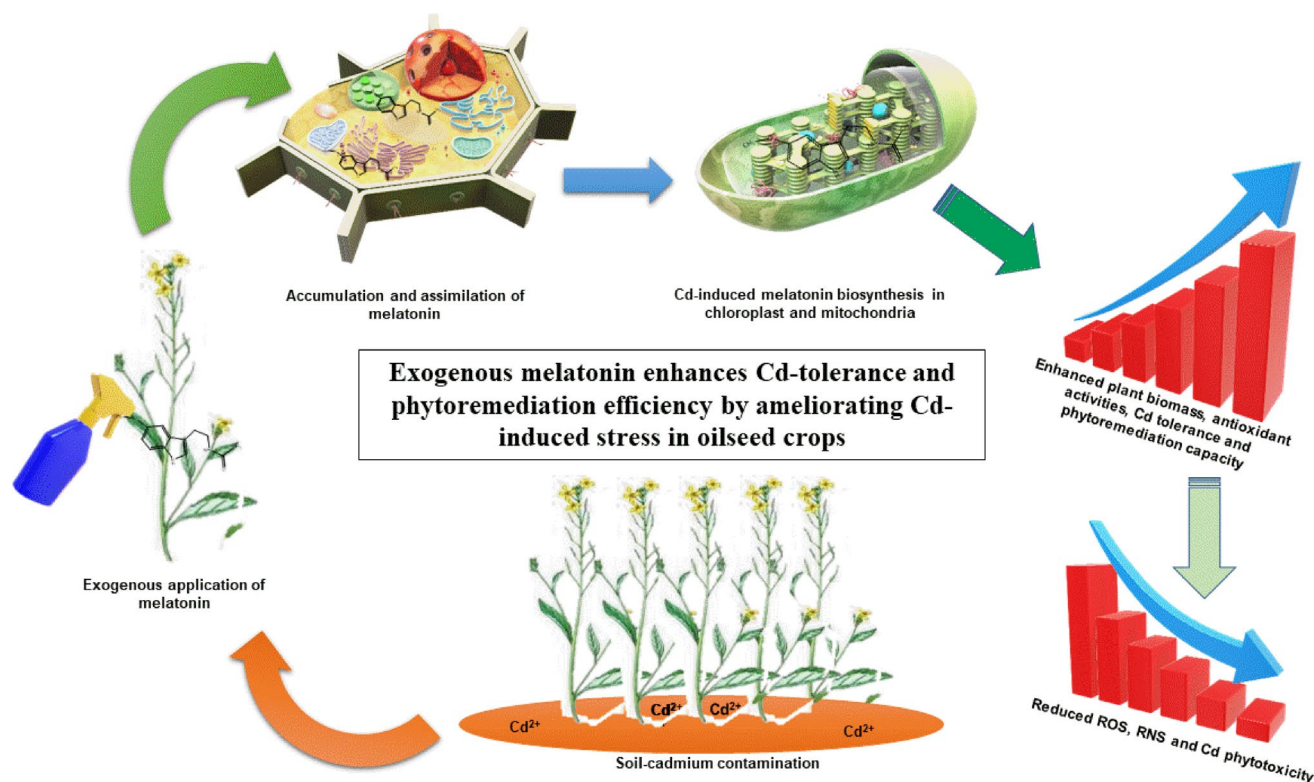 Accumulation and assimilation of
melatonin
Cd-induced melatonin biosynthesis in
chloroplast and mitochondria
Exogenous melatonin enhances Cd-tolerance and
phytoremediation efficiency by ameliorating Cd-
induced stress in oilseed crops
Enhanced plant biomass, antioxidant
activities, Cd tolerance and
phytoremediation capacity
Exogenous application of
melatonin
Reduced ROS, RNS and Cd phytotoxicity
Cd²⁺
Cd²⁺
Cd²⁺
Cd²⁺
Soil-cadmium contamination